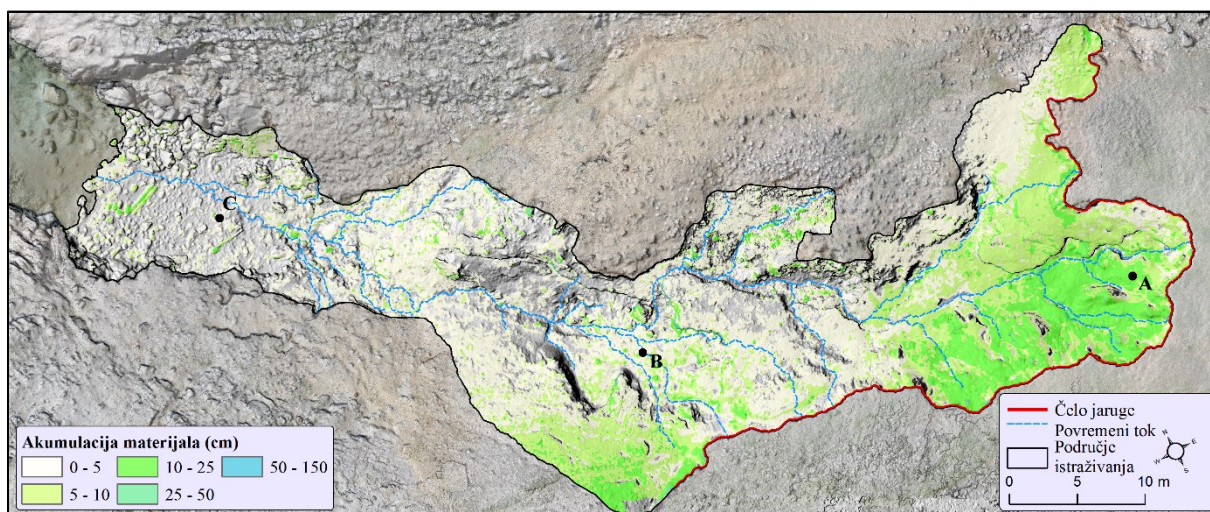 C
A
B
Akumulacija materijala (cm)
0 - 5
10 - 25
50 - 150
5 - 10
25 - 50
Čelo jaruge
Povremeni tok
Područje
istraživanja
N
E
W
S
0
5
10 m